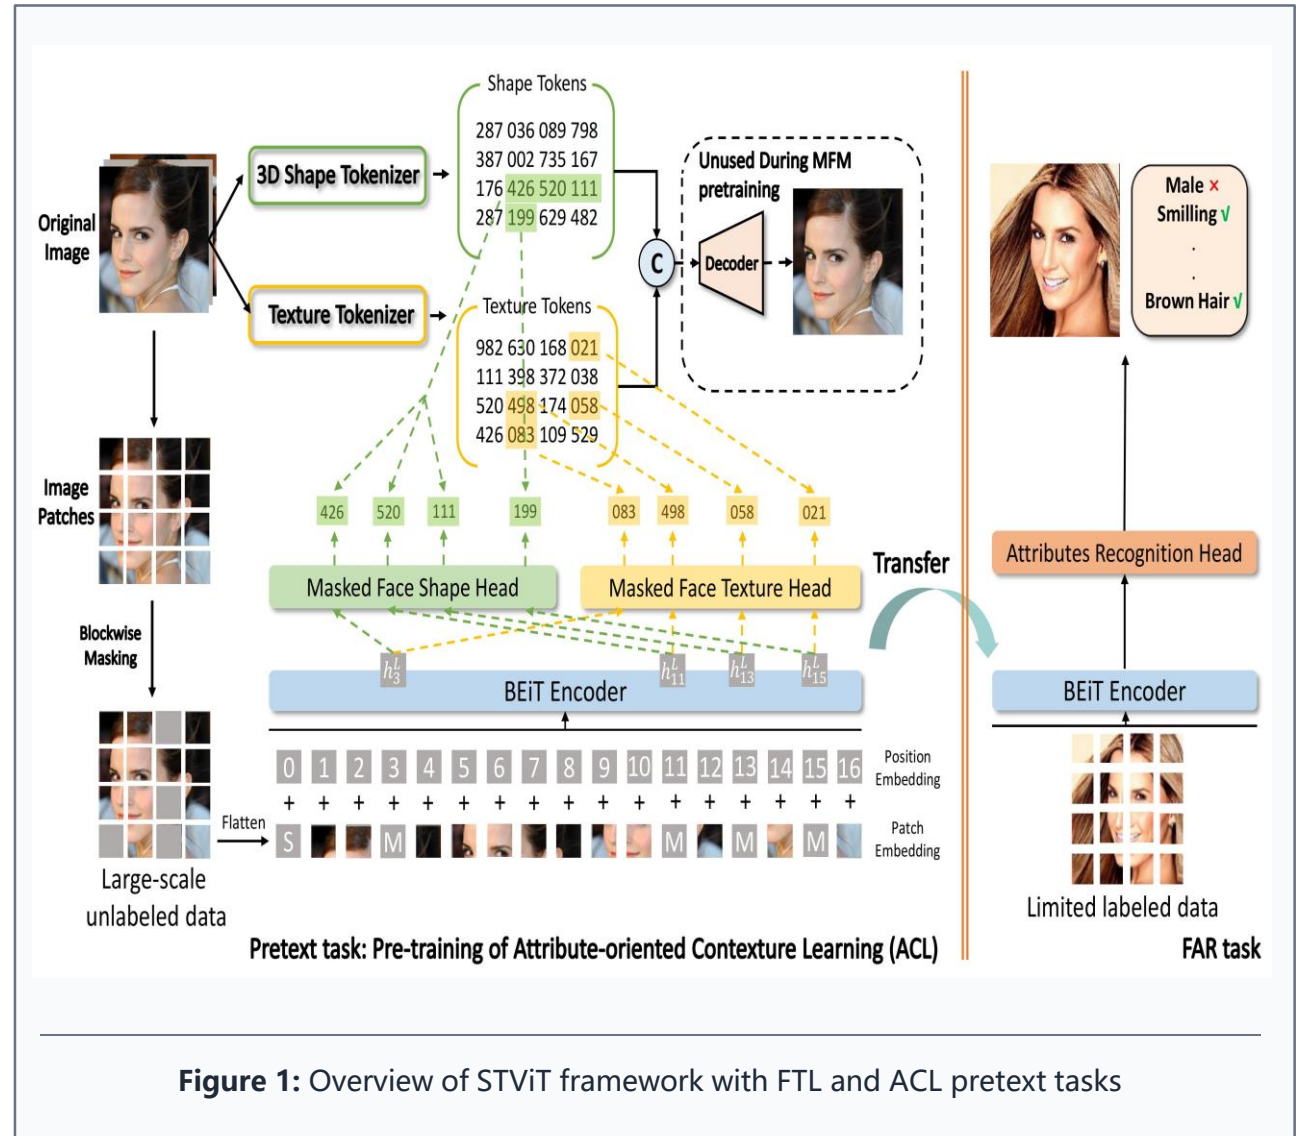 Shape Tokens
287 036 089 798
387 002 735 167
176 426 520 111
287 199 629 482
3D Shape Tokenizer
Original
Image
Texture Tokenizer
Texture Tokens
982 630 168 021
111 398 372 038
520 498 174 058
426 083 109 529
C
Unused During MFM
pretraining
Decoder
Male ×
Smilling √
.
.
Brown Hair √
Image
Patches
426 520 111 199 083 498 058 021
Masked Face Shape Head
Masked Face Texture Head
Transfer
Attributes Recognition Head
Blockwise
Masking
h_3^L h_11^L h_13^L h_15^L
BEiT Encoder
BEiT Encoder
0 1 2 3 4 5 6 7 8 9 10 11 12 13 14 15 16
Position
Embedding
+ + + + + + + + + + + + + + + + +
Flatten
S M M M M
Patch
Embedding
Large-scale
unlabeled data
Limited labeled data
Pretext task: Pre-training of Attribute-oriented Contexture Learning (ACL)
FAR task
Figure 1: Overview of STViT framework with FTL and ACL pretext tasks